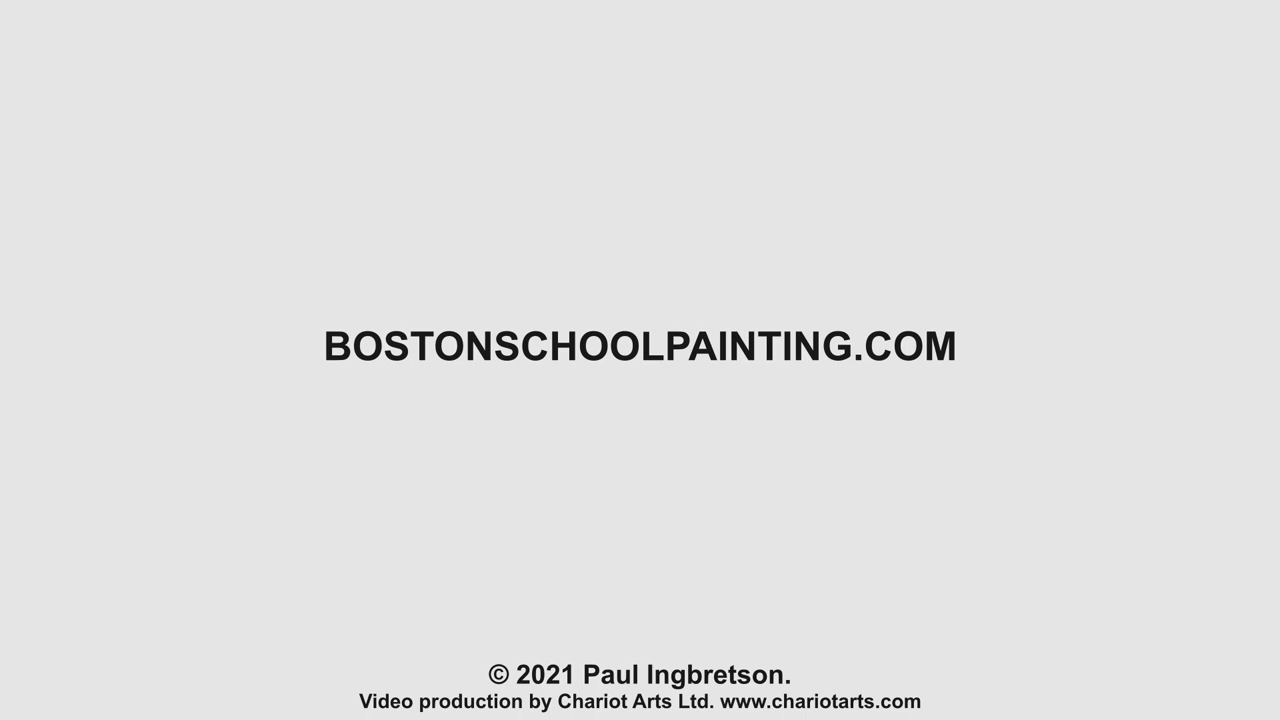 BOSTONSCHOOLPAINTING.COM
© 2021 Paul Ingbretson.
Video production by Chariot Arts Ltd. www.chariotarts.com